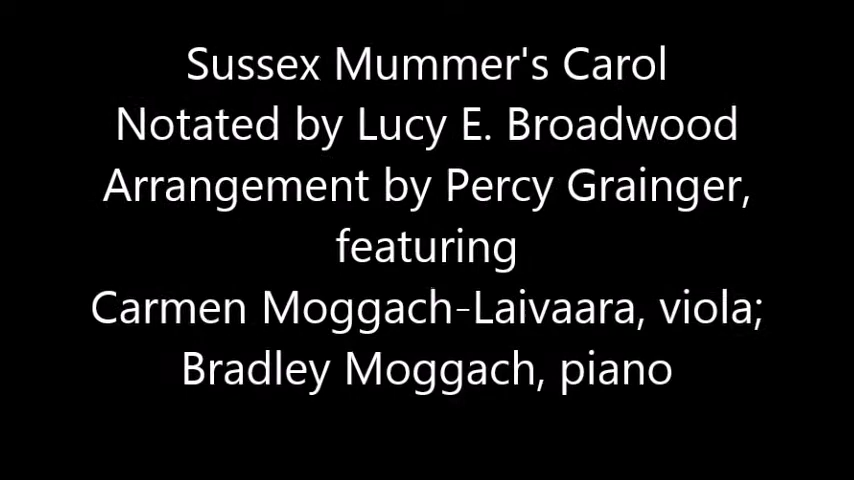 Sussex Mummer's Carol
Notated by Lucy E. Broadwood
Arrangement by Percy Grainger,
featuring
Carmen Moggach-Laivaara, viola;
Bradley Moggach, piano